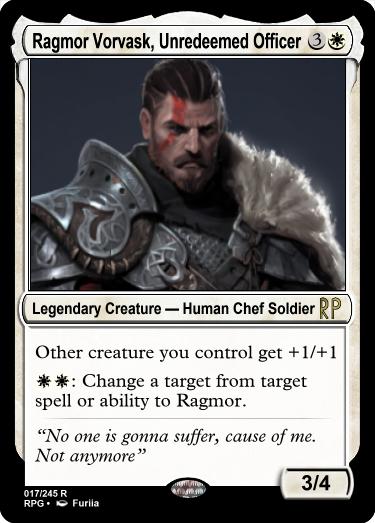 Ragmor Vorvask, Unredeemed Officer 3
Legendary Creature — Human Chef Soldier RP
Other creature you control get +1/+1
: Change a target from target
spell or ability to Ragmor.
“No one is gonna suffer, cause of me.
Not anymore”
3/4
017/245 R
RPG • Furiia